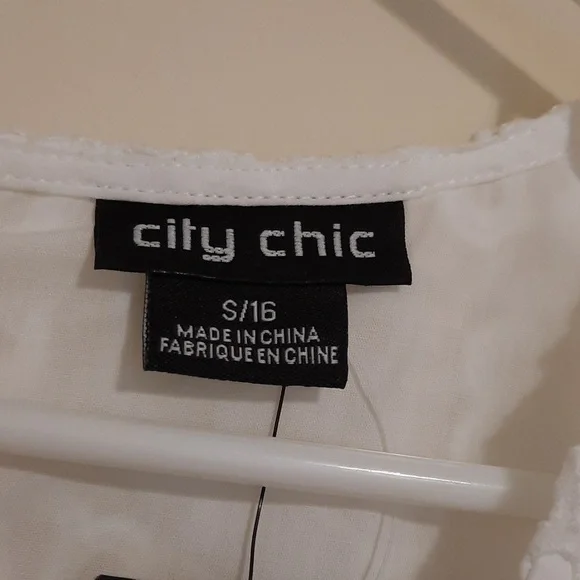 city chic
S/16
MADE IN CHINA
FABRIQUE EN CHINE